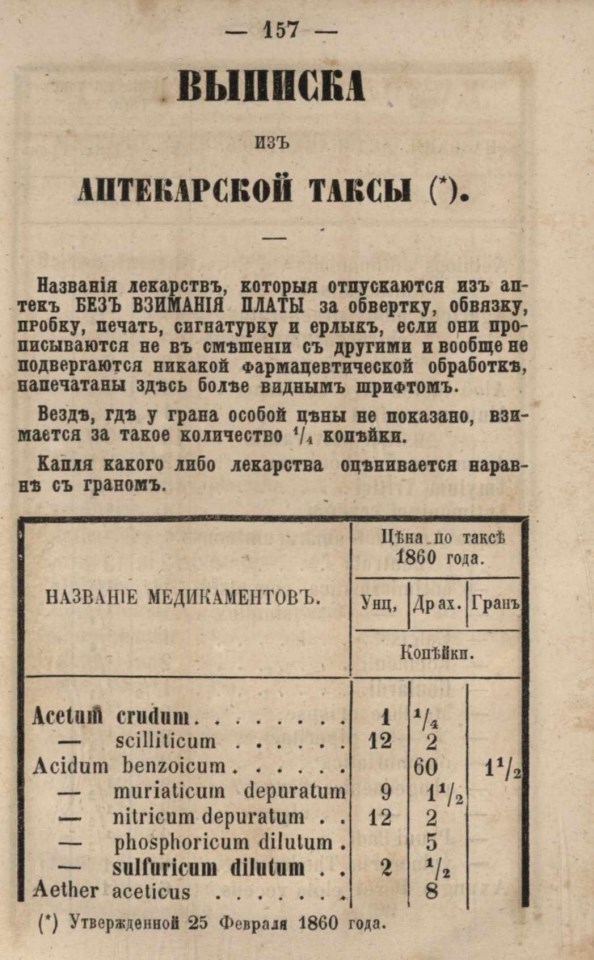 — 157 —
ВЫПИСКА
ИЗЪ
АПТЕКАРСКОЙ ТАКСЫ (*).
Названія лекарствъ, которыя отпускаются изъ ап-
текъ БЕЗЪ ВЗИМАНІЯ ПЛАТЫ за обвертку, обвязку,
пробку, печать, сигнатурку и ерлыкъ, если они про-
писываются не въ смѣшеніи съ другими и вообще не
подвергаются никакой фармацевтической обработкѣ,
напечатаны здѣсь болѣе виднымъ шрифтомъ.
Вездѣ, гдѣ у грана особой цѣны не показано, взи-
мается за такое количество ¹/₄ копѣйки.
Капля какого либо лекарства оцѣнивается нарав-
нѣ съ граномъ.
НАЗВАНІЕ МЕДИКАМЕНТОВЪ.
Цѣна по таксѣ
1860 года.
Унц, Драх. Гранъ
Копѣйки.
Acetum crudum. . . . . . . . 1 ¹/₄
— scilliticum . . . . . . 12 2
Acidum benzoicum . . . . . . 60 1¹/₂
— muriaticum depuratum 9 1¹/₂
— nitricum depuratum . . 12 2
— phosphoricum dilutum . 5
— sulfuricum dilutum . . 2 ¹/₂
Aether aceticus . . . . . . . 8
(*) Утвержденной 25 Февраля 1860 года.